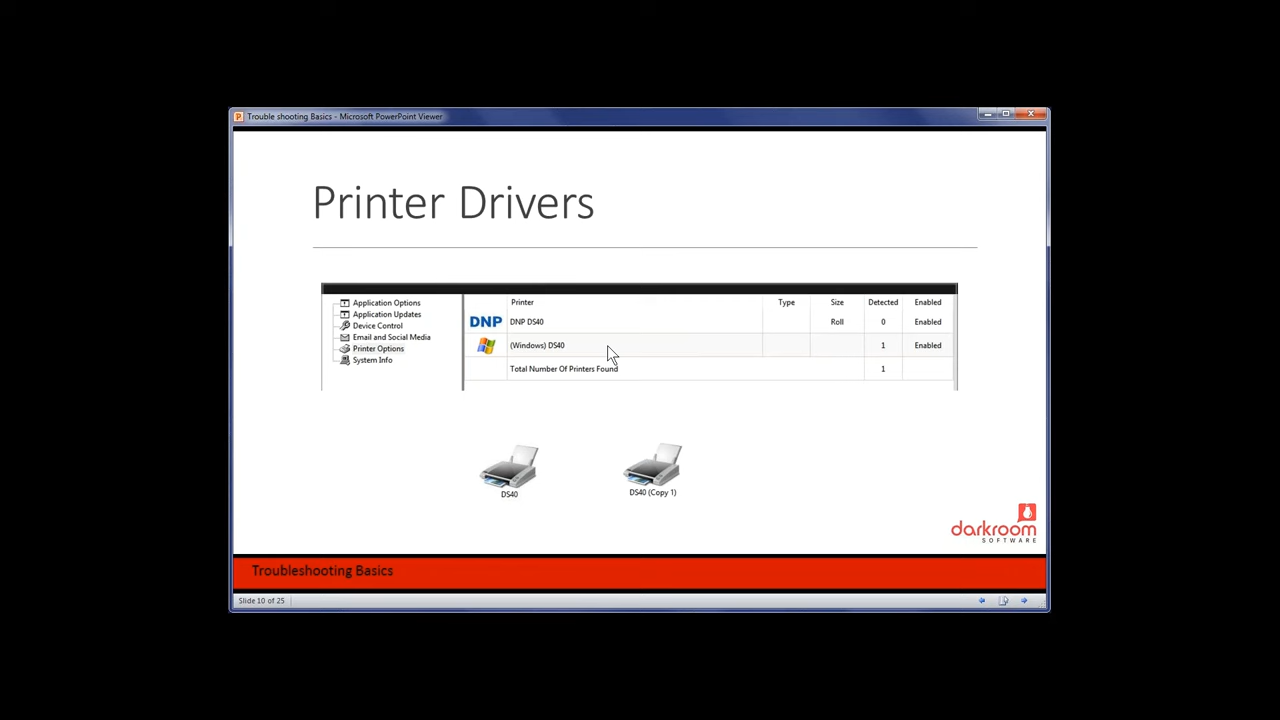 Trouble shooting Basics - Microsoft PowerPoint Viewer
Printer Drivers
Application Options
Application Updates
Device Control
Email and Social Media
Printer Options
System Info
Printer Type Size Detected Enabled
DNP DNP DS40 Roll 0 Enabled
(Windows) DS40 1 Enabled
Total Number Of Printers Found 1
DS40
DS40 (Copy 1)
darkroom
SOFTWARE
Troubleshooting Basics
Slide 10 of 25